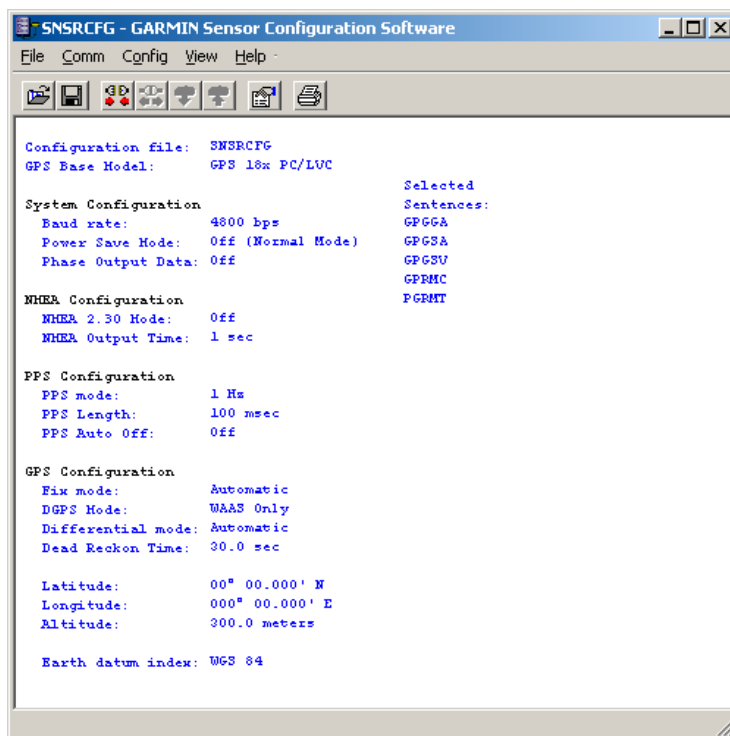 SNSRCFG - GARMIN Sensor Configuration Software
File Comm Config View Help
Configuration file: SNSRCFG
GPS Base Model: GPS 18x PC/LVC
Selected
System Configuration Sentences:
Baud rate: 4800 bps GPGGA
Power Save Mode: Off (Normal Mode) GPGSA
Phase Output Data: Off GPGSV
GPRMC
NMEA Configuration PGRMT
NMEA 2.30 Mode: Off
NMEA Output Time: 1 sec
PPS Configuration
PPS mode: 1 Hz
PPS Length: 100 msec
PPS Auto Off: Off
GPS Configuration
Fix mode: Automatic
DGPS Mode: WAAS Only
Differential mode: Automatic
Dead Reckon Time: 30.0 sec
Latitude: 00° 00.000' N
Longitude: 000° 00.000' E
Altitude: 300.0 meters
Earth datum index: WGS 84